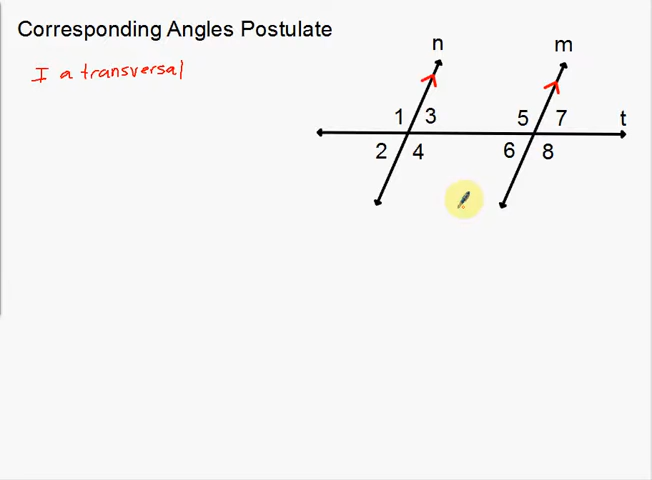 Corresponding Angles Postulate
I a transversal
n m
1 3 5 7 t
2 4 6 8